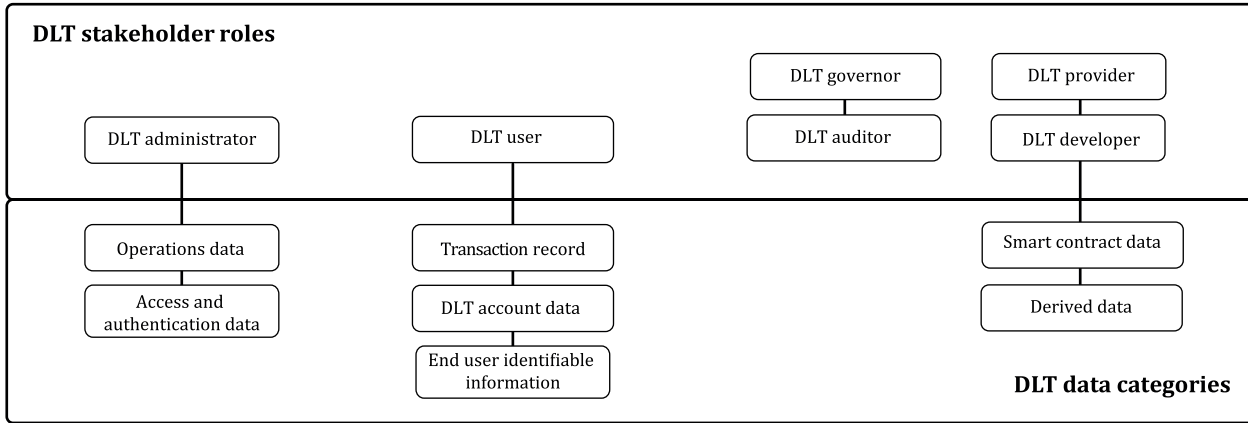 DLT stakeholder roles
DLT governor
DLT provider
DLT administrator
DLT user
DLT auditor
DLT developer
Operations data
Transaction record
Smart contract data
Access and
authentication data
DLT account data
Derived data
End user identifiable
information
DLT data categories